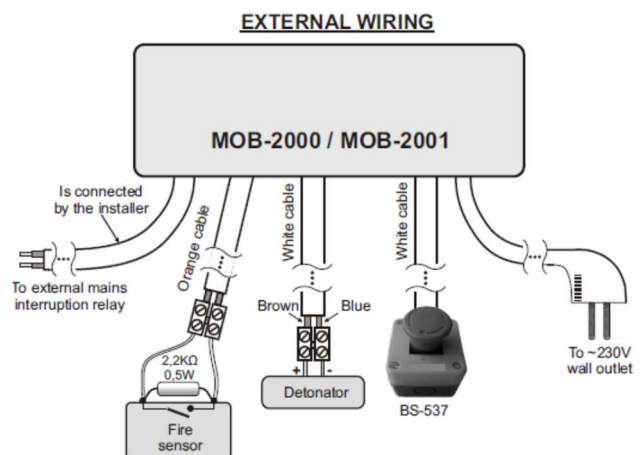 EXTERNAL WIRING
MOB-2000 / MOB-2001
Is connected
by the installer
To external mains
interruption relay
Orange cable
White cable
White cable
Brown
Blue
2,2KΩ
0,5W
+ -
Detonator
Fire
sensor
BS-537
To ~230V
wall outlet